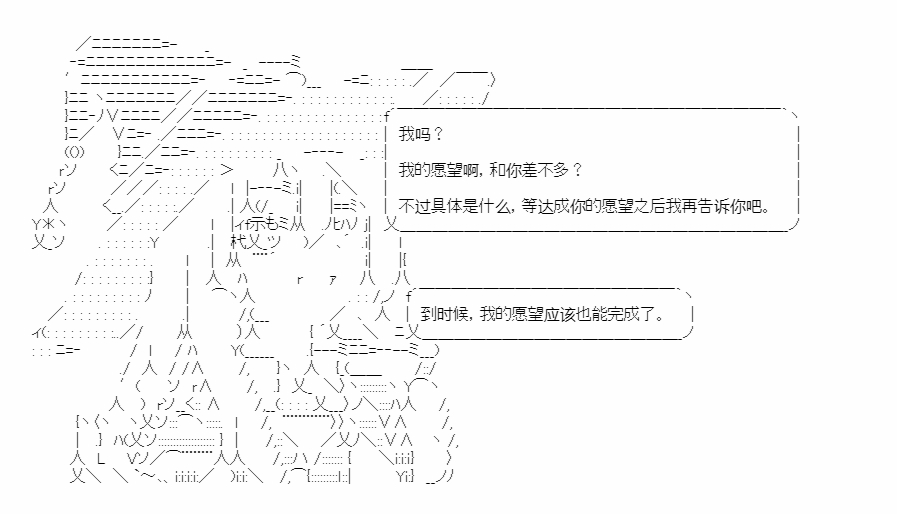 我吗？
我的愿望啊, 和你差不多？
不过具体是什么, 等达成你的愿望之后我再告诉你吧。
到时候, 我的愿望应该也能完成了。